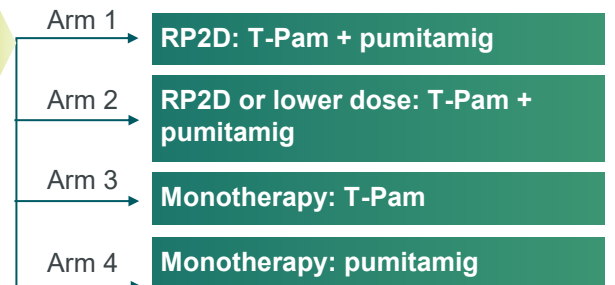 Arm 1
RP2D: T-Pam + pumitamig
Arm 2
RP2D or lower dose: T-Pam +
pumitamig
Arm 3
Monotherapy: T-Pam
Arm 4
Monotherapy: pumitamig